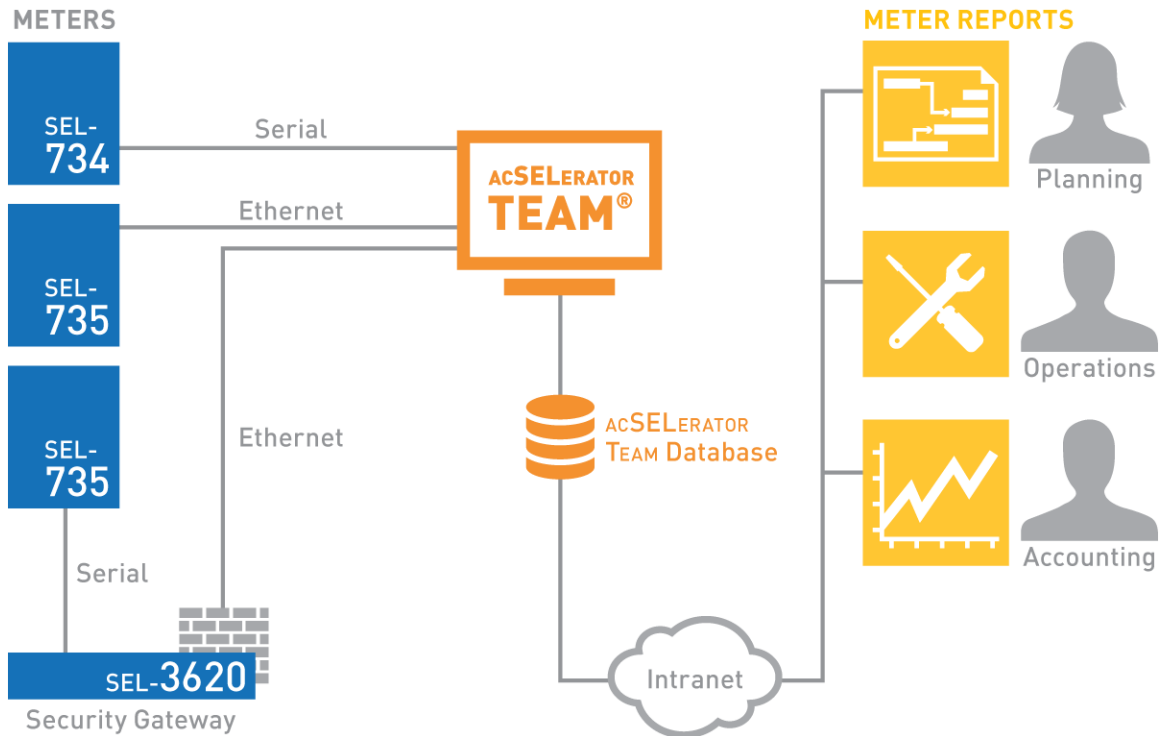 METERS
METER REPORTS
SEL-
734
Serial
ACSELERATOR
TEAM®
Planning
SEL-
735
Ethernet
Operations
SEL-
735
Ethernet
ACSELERATOR
TEAM Database
Accounting
Serial
SEL-3620
Security Gateway
Intranet